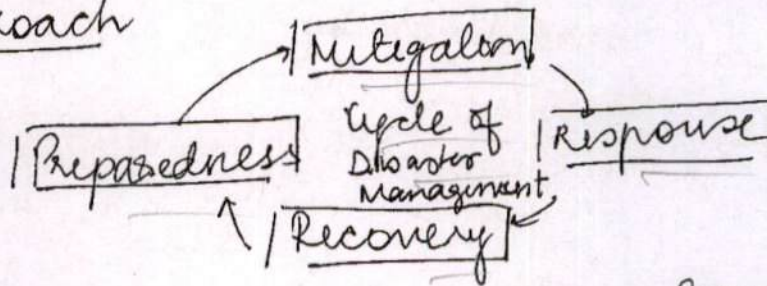 oach
Mitigation
Preparedness
Cycle of
Disaster
Management
Response
Recovery